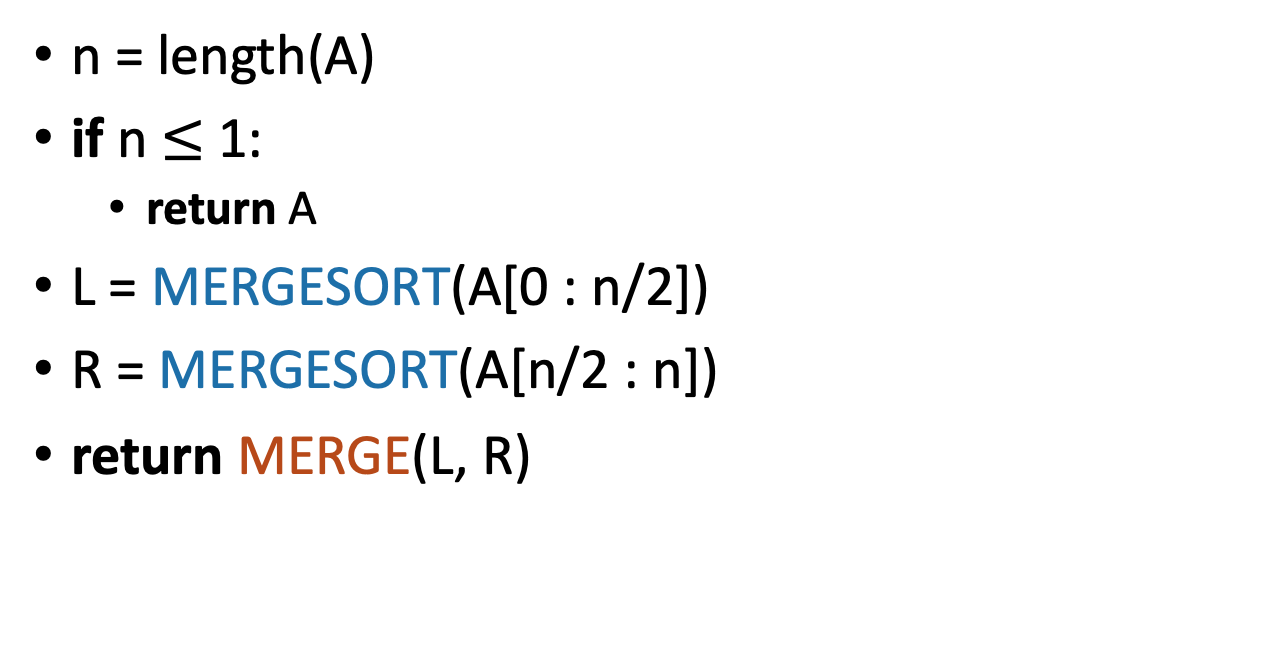 • n = length(A)
• if n ≤ 1:
• return A
• L = MERGESORT(A[0 : n/2])
• R = MERGESORT(A[n/2 : n])
• return MERGE(L, R)